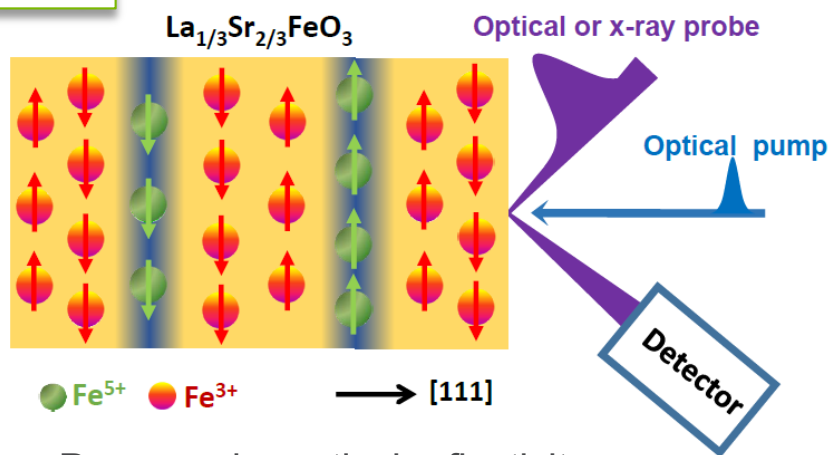 La1/3Sr2/3FeO3
Optical or x-ray probe
Optical pump
Detector
Fe5+ Fe3+ [111]